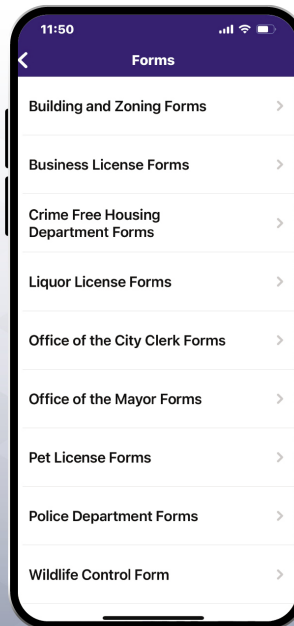 11:50
Forms
Building and Zoning Forms
Business License Forms
Crime Free Housing
Department Forms
Liquor License Forms
Office of the City Clerk Forms
Office of the Mayor Forms
Pet License Forms
Police Department Forms
Wildlife Control Form